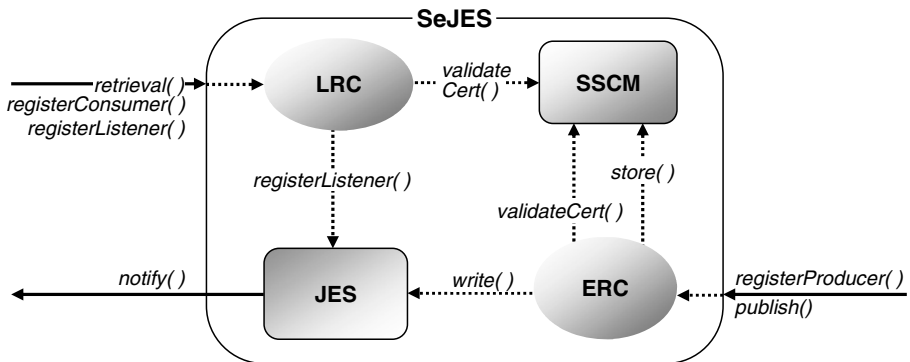 SeJES
retrieval( )
registerConsumer( )
registerListener( )
LRC
validate
Cert( )
SSCM
registerListener( )
validateCert( )
store( )
notify( )
JES
write( )
ERC
registerProducer( )
publish()